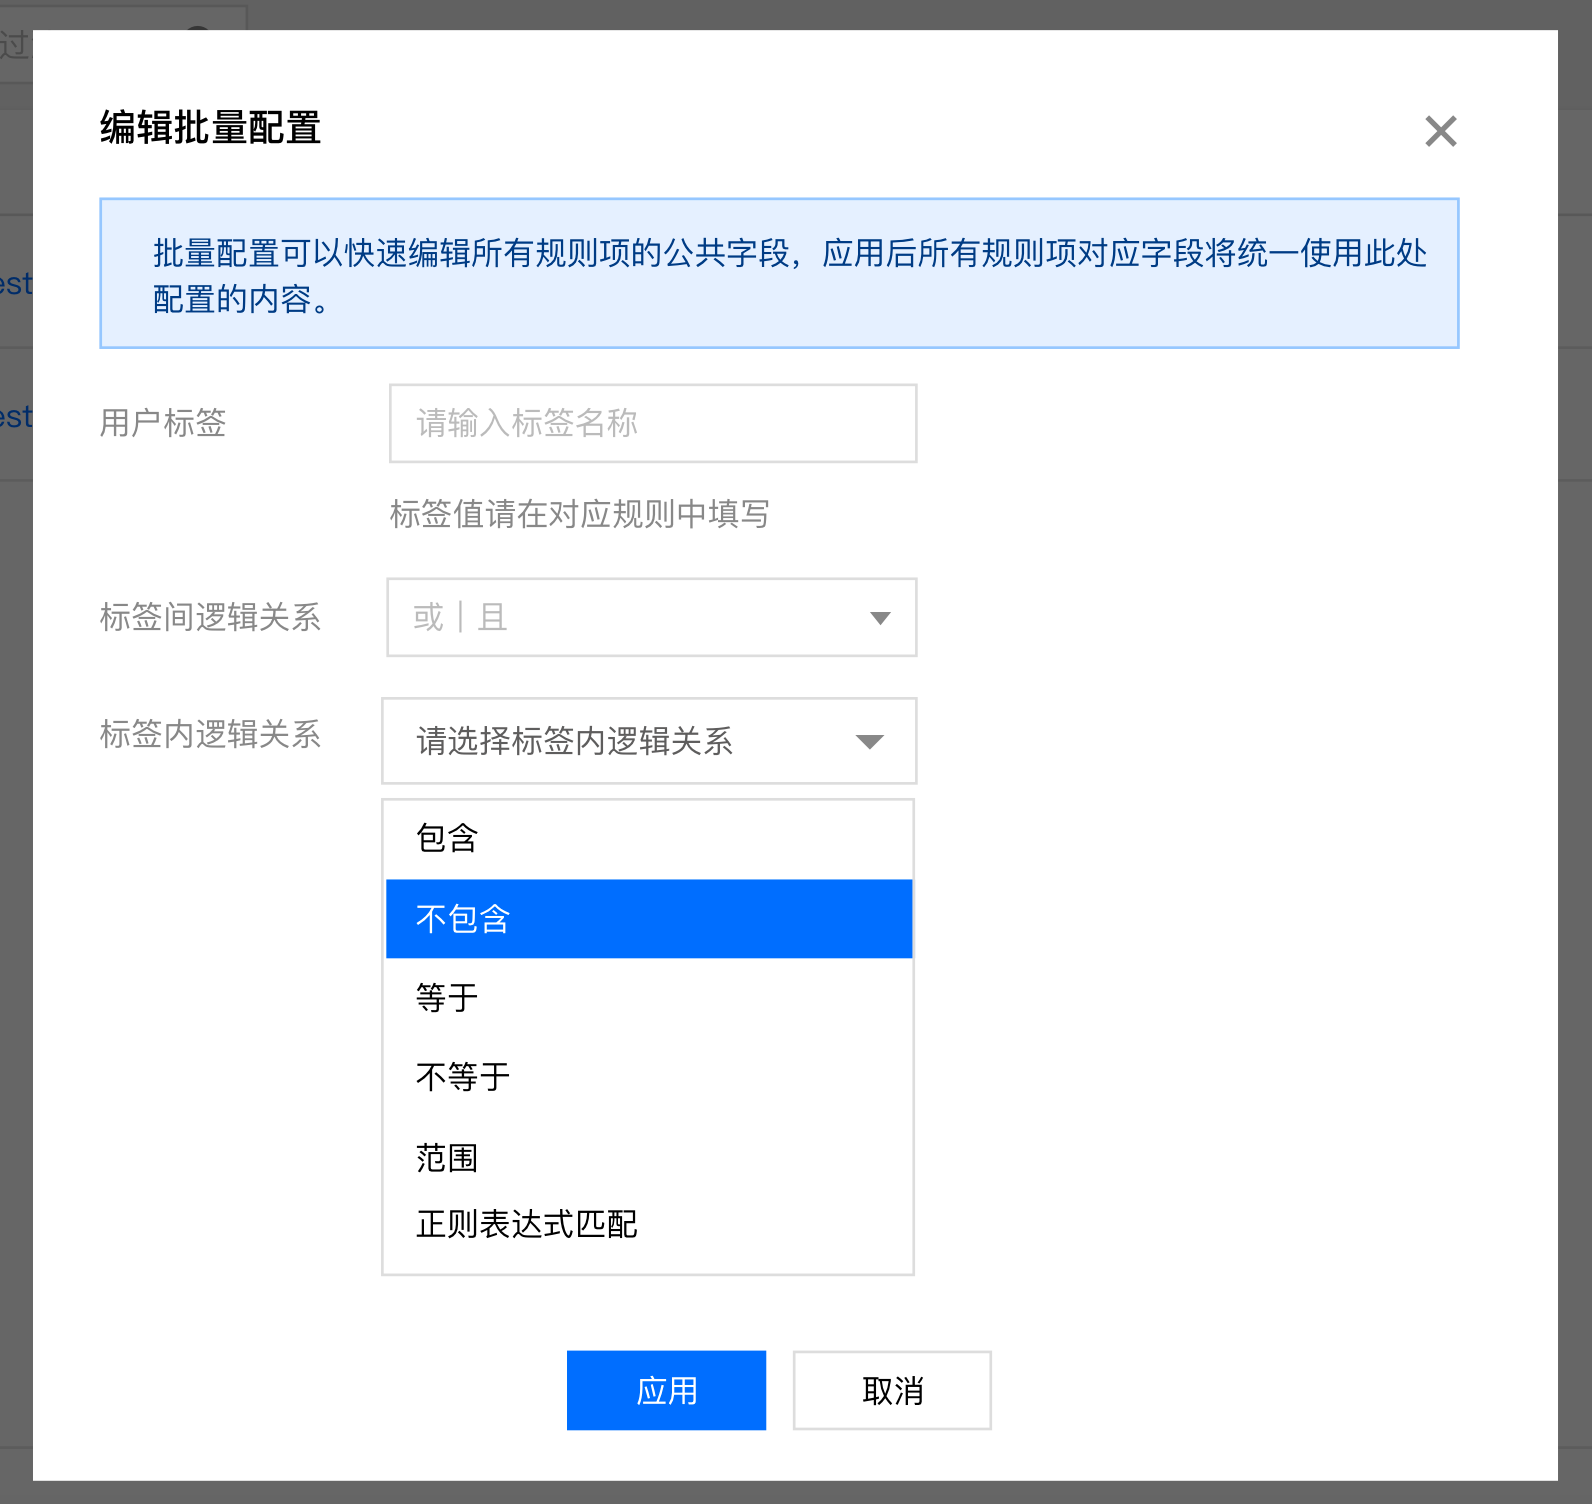 过
编辑批量配置
批量配置可以快速编辑所有规则项的公共字段，应用后所有规则项对应字段将统一使用此处
配置的内容。
est
用户标签
请输入标签名称
est
标签值请在对应规则中填写
标签间逻辑关系
或｜且
标签内逻辑关系
请选择标签内逻辑关系
包含
不包含
等于
不等于
范围
正则表达式匹配
应用
取消